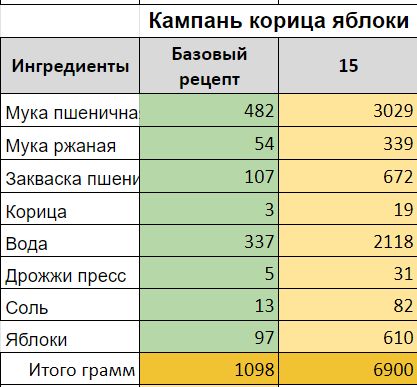 Кампань корица яблоки
Ингредиенты Базовый рецепт 15
Мука пшенична 482 3029
Мука ржаная 54 339
Закваска пшени 107 672
Корица 3 19
Вода 337 2118
Дрожжи пресс 5 31
Соль 13 82
Яблоки 97 610
Итого грамм 1098 6900